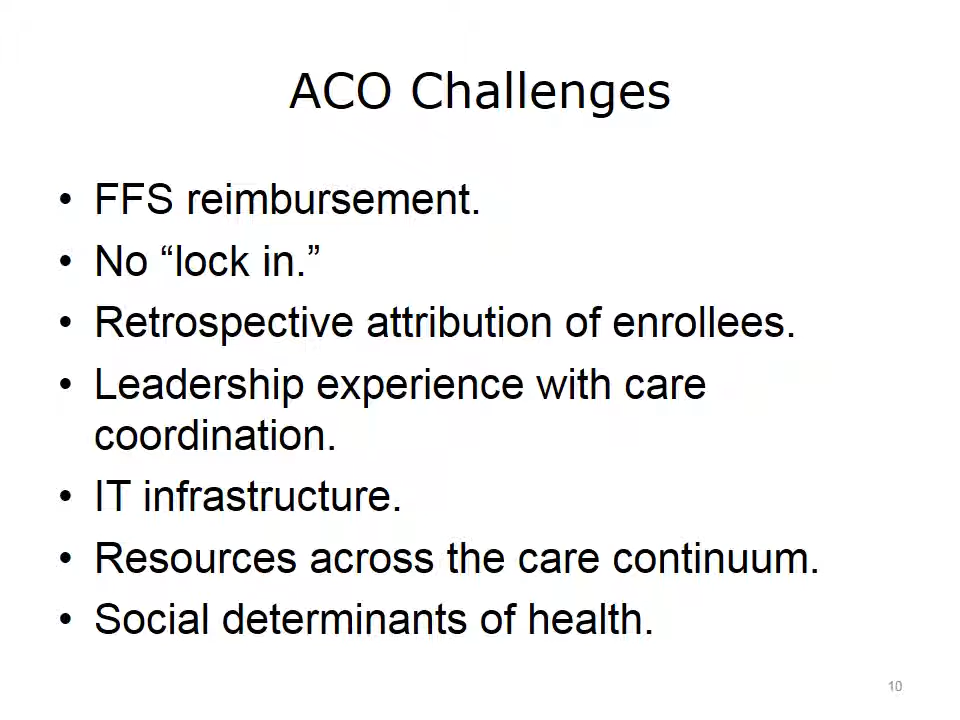 ACO Challenges
• FFS reimbursement.
• No “lock in.”
• Retrospective attribution of enrollees.
• Leadership experience with care
coordination.
• IT infrastructure.
• Resources across the care continuum.
• Social determinants of health.
10